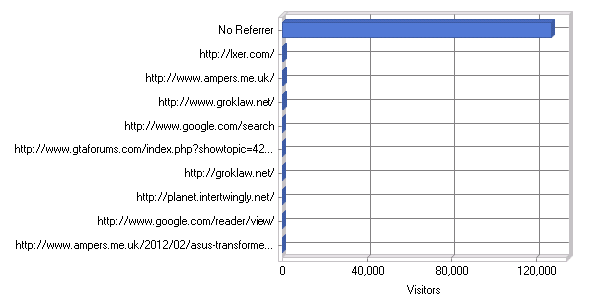 No Referrer
http://lxer.com/
http://www.ampers.me.uk/
http://www.groklaw.net/
http://www.google.com/search
http://www.gtaforums.com/index.php?showtopic=42...
http://groklaw.net/
http://planet.intertwingly.net/
http://www.google.com/reader/view/
http://www.ampers.me.uk/2012/02/asus-transforme...
0 40,000 80,000 120,000
Visitors